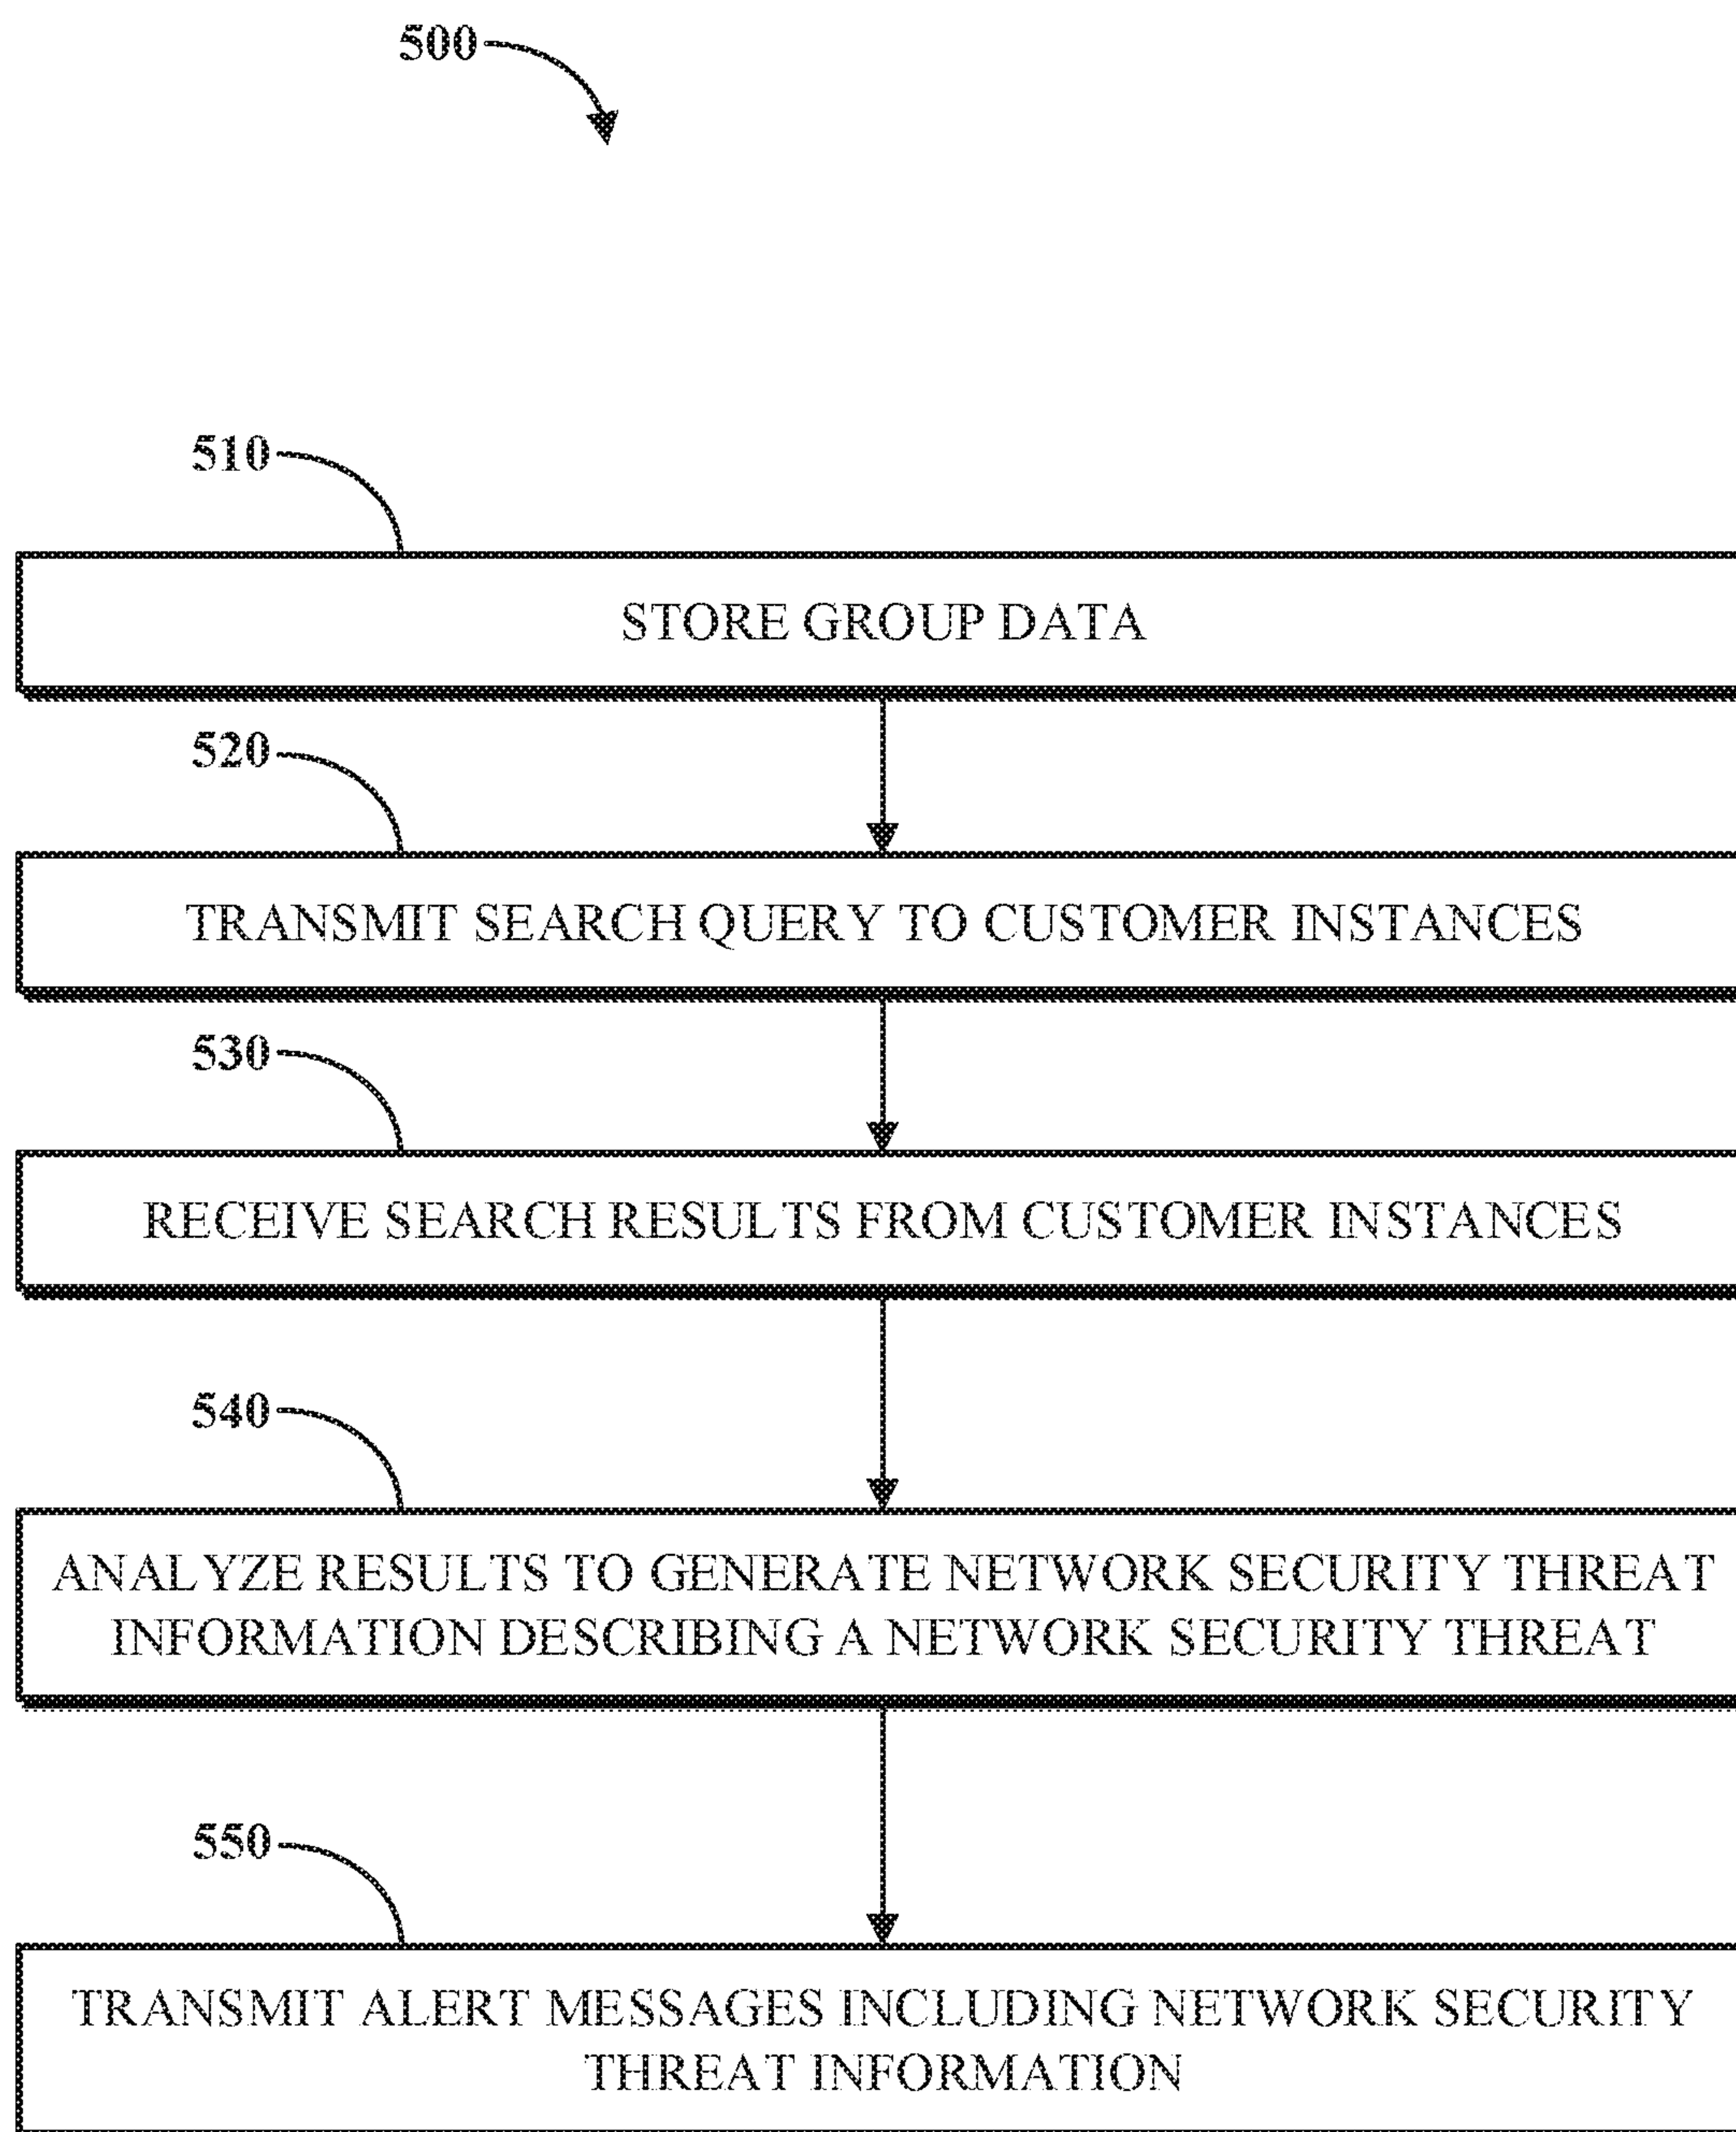 500
510
STORE GROUP DATA
520
TRANSMIT SEARCH QUERY TO CUSTOMER INSTANCES
530
RECEIVE SEARCH RESULTS FROM CUSTOMER INSTANCES
540
ANALYZE RESULTS TO GENERATE NETWORK SECURITY THREAT
INFORMATION DESCRIBING A NETWORK SECURITY THREAT
550
TRANSMIT ALERT MESSAGES INCLUDING NETWORK SECURITY
THREAT INFORMATION